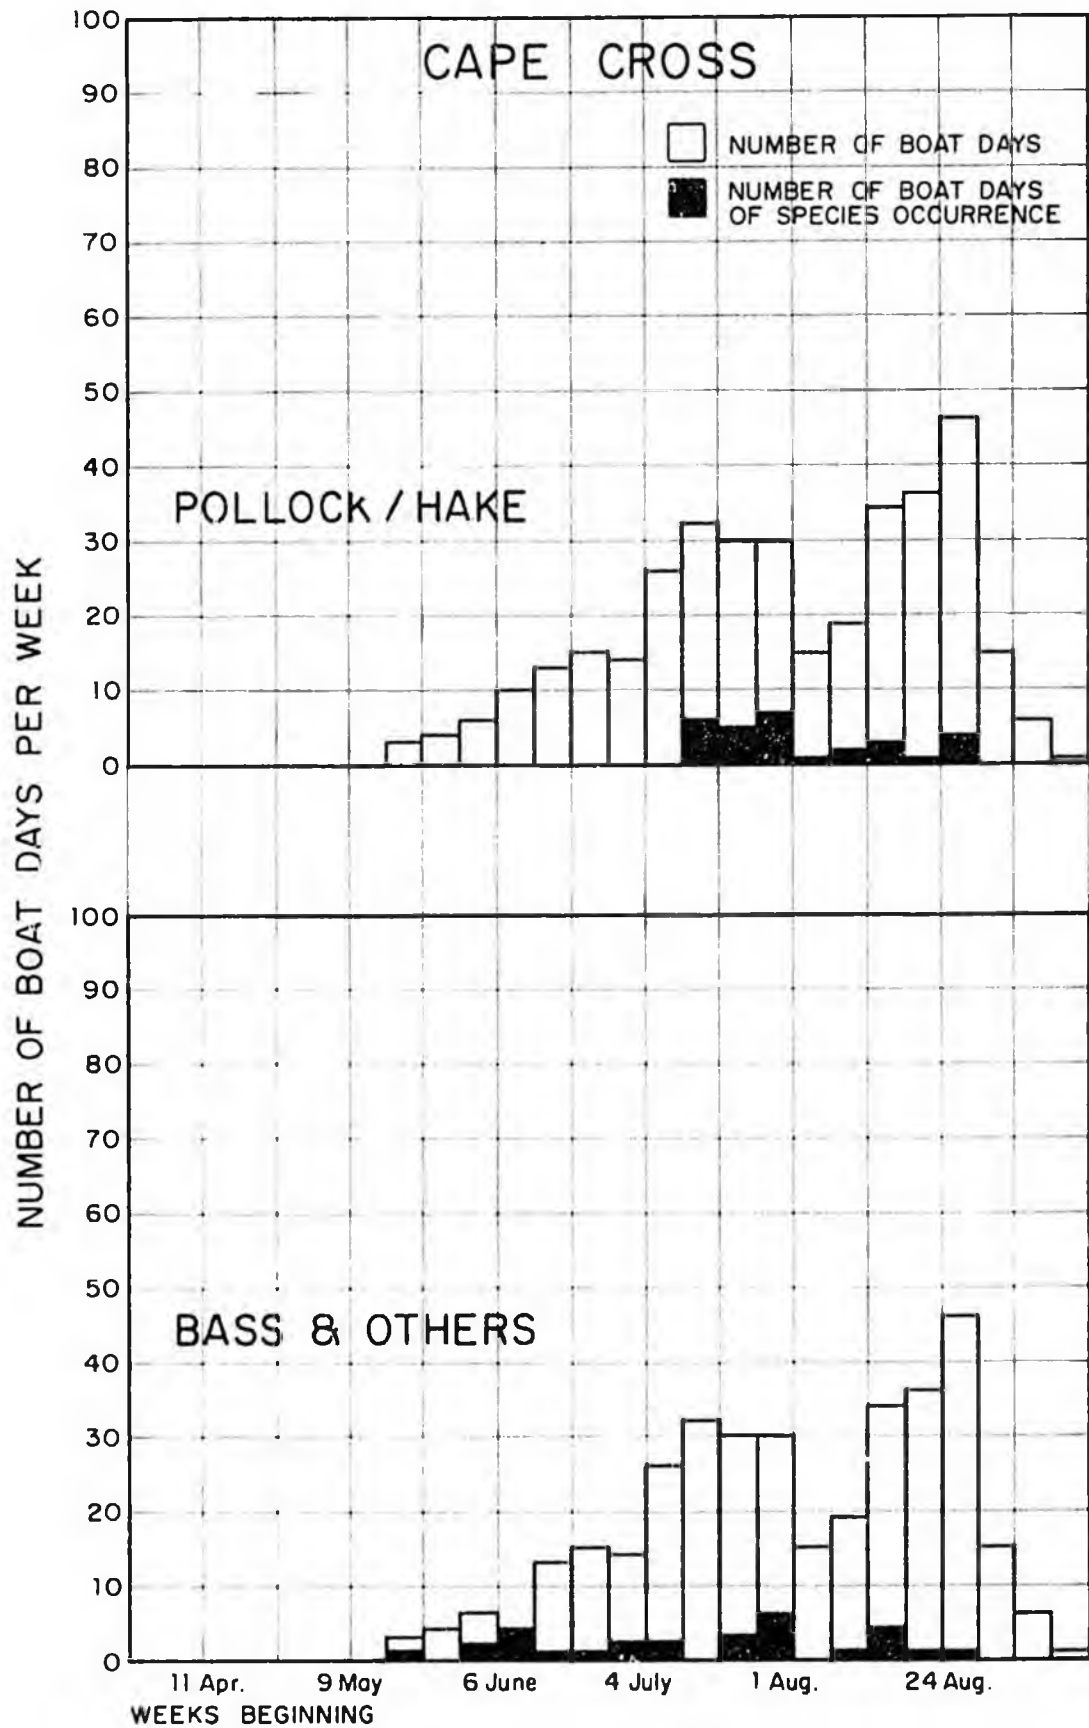 CAPE CROSS
NUMBER OF BOAT DAYS
NUMBER OF BOAT DAYS
OF SPECIES OCCURRENCE
100
90
80
70
60
50
40
30
20
10
0
POLLOCK / HAKE
NUMBER OF BOAT DAYS PER WEEK
100
90
80
70
60
50
40
30
20
10
0
BASS & OTHERS
11 Apr. 9 May 6 June 4 July 1 Aug. 24 Aug.
WEEKS BEGINNING